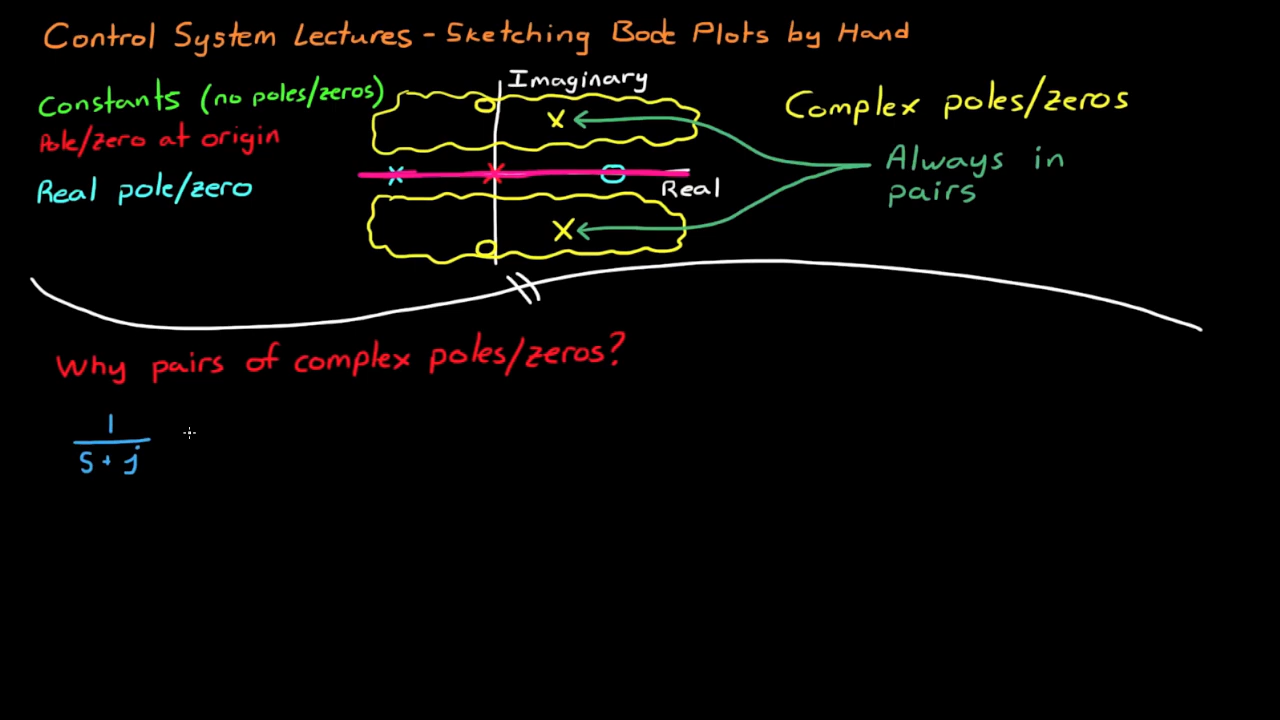 Control System Lectures - Sketching Bode Plots by Hand
Constants (no poles/zeros)
Pole/zero at origin
Real pole/zero
Imaginary
Real
Complex poles/zeros
Always in
pairs
Why pairs of complex poles/zeros?
1
s + j